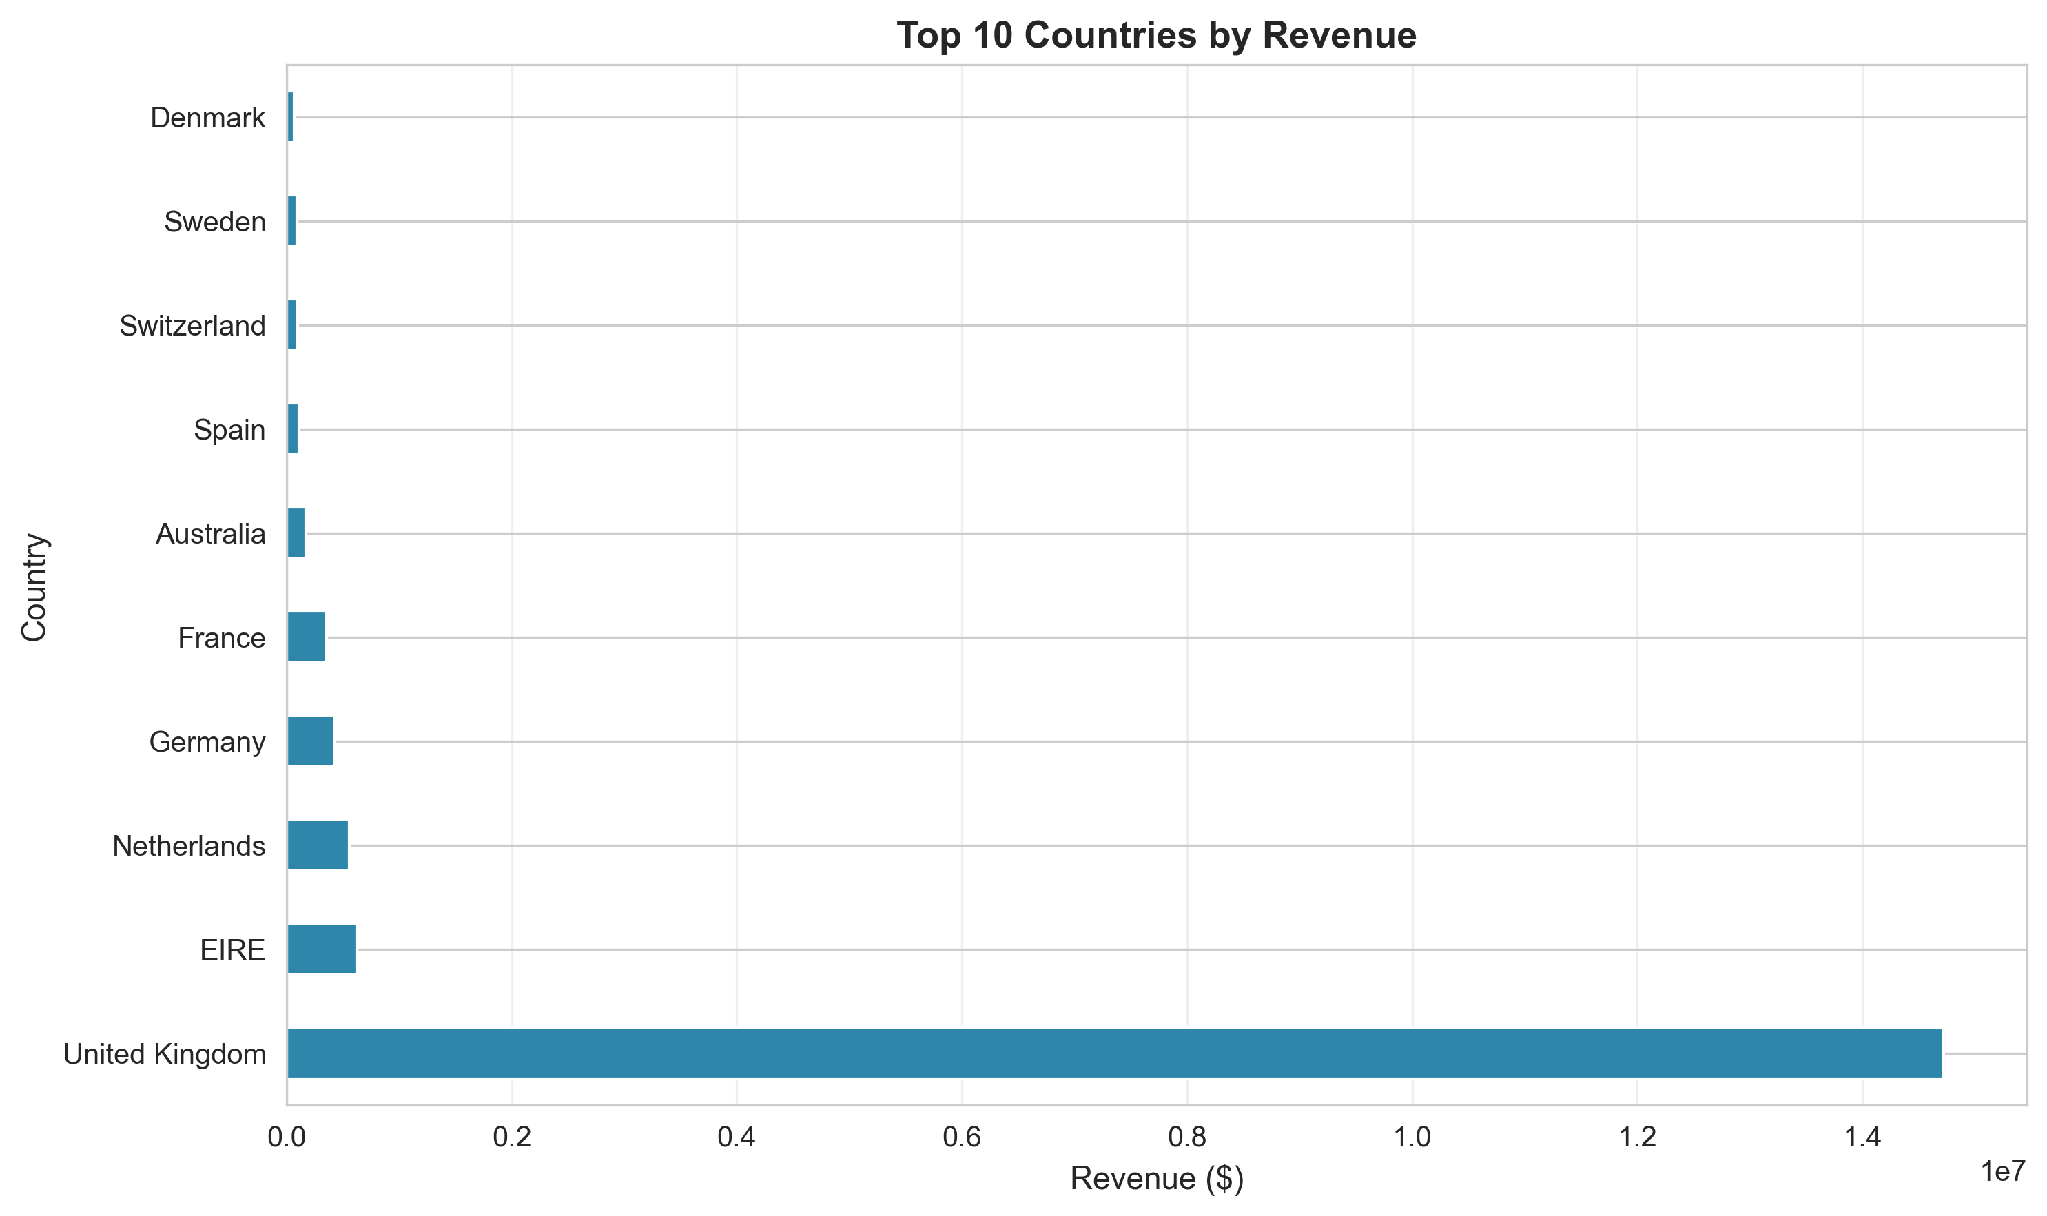 Top 10 Countries by Revenue
Denmark
Sweden
Switzerland
Spain
Australia
France
Germany
Netherlands
EIRE
United Kingdom
Country
0.0 0.2 0.4 0.6 0.8 1.0 1.2 1.4
1e7
Revenue ($)